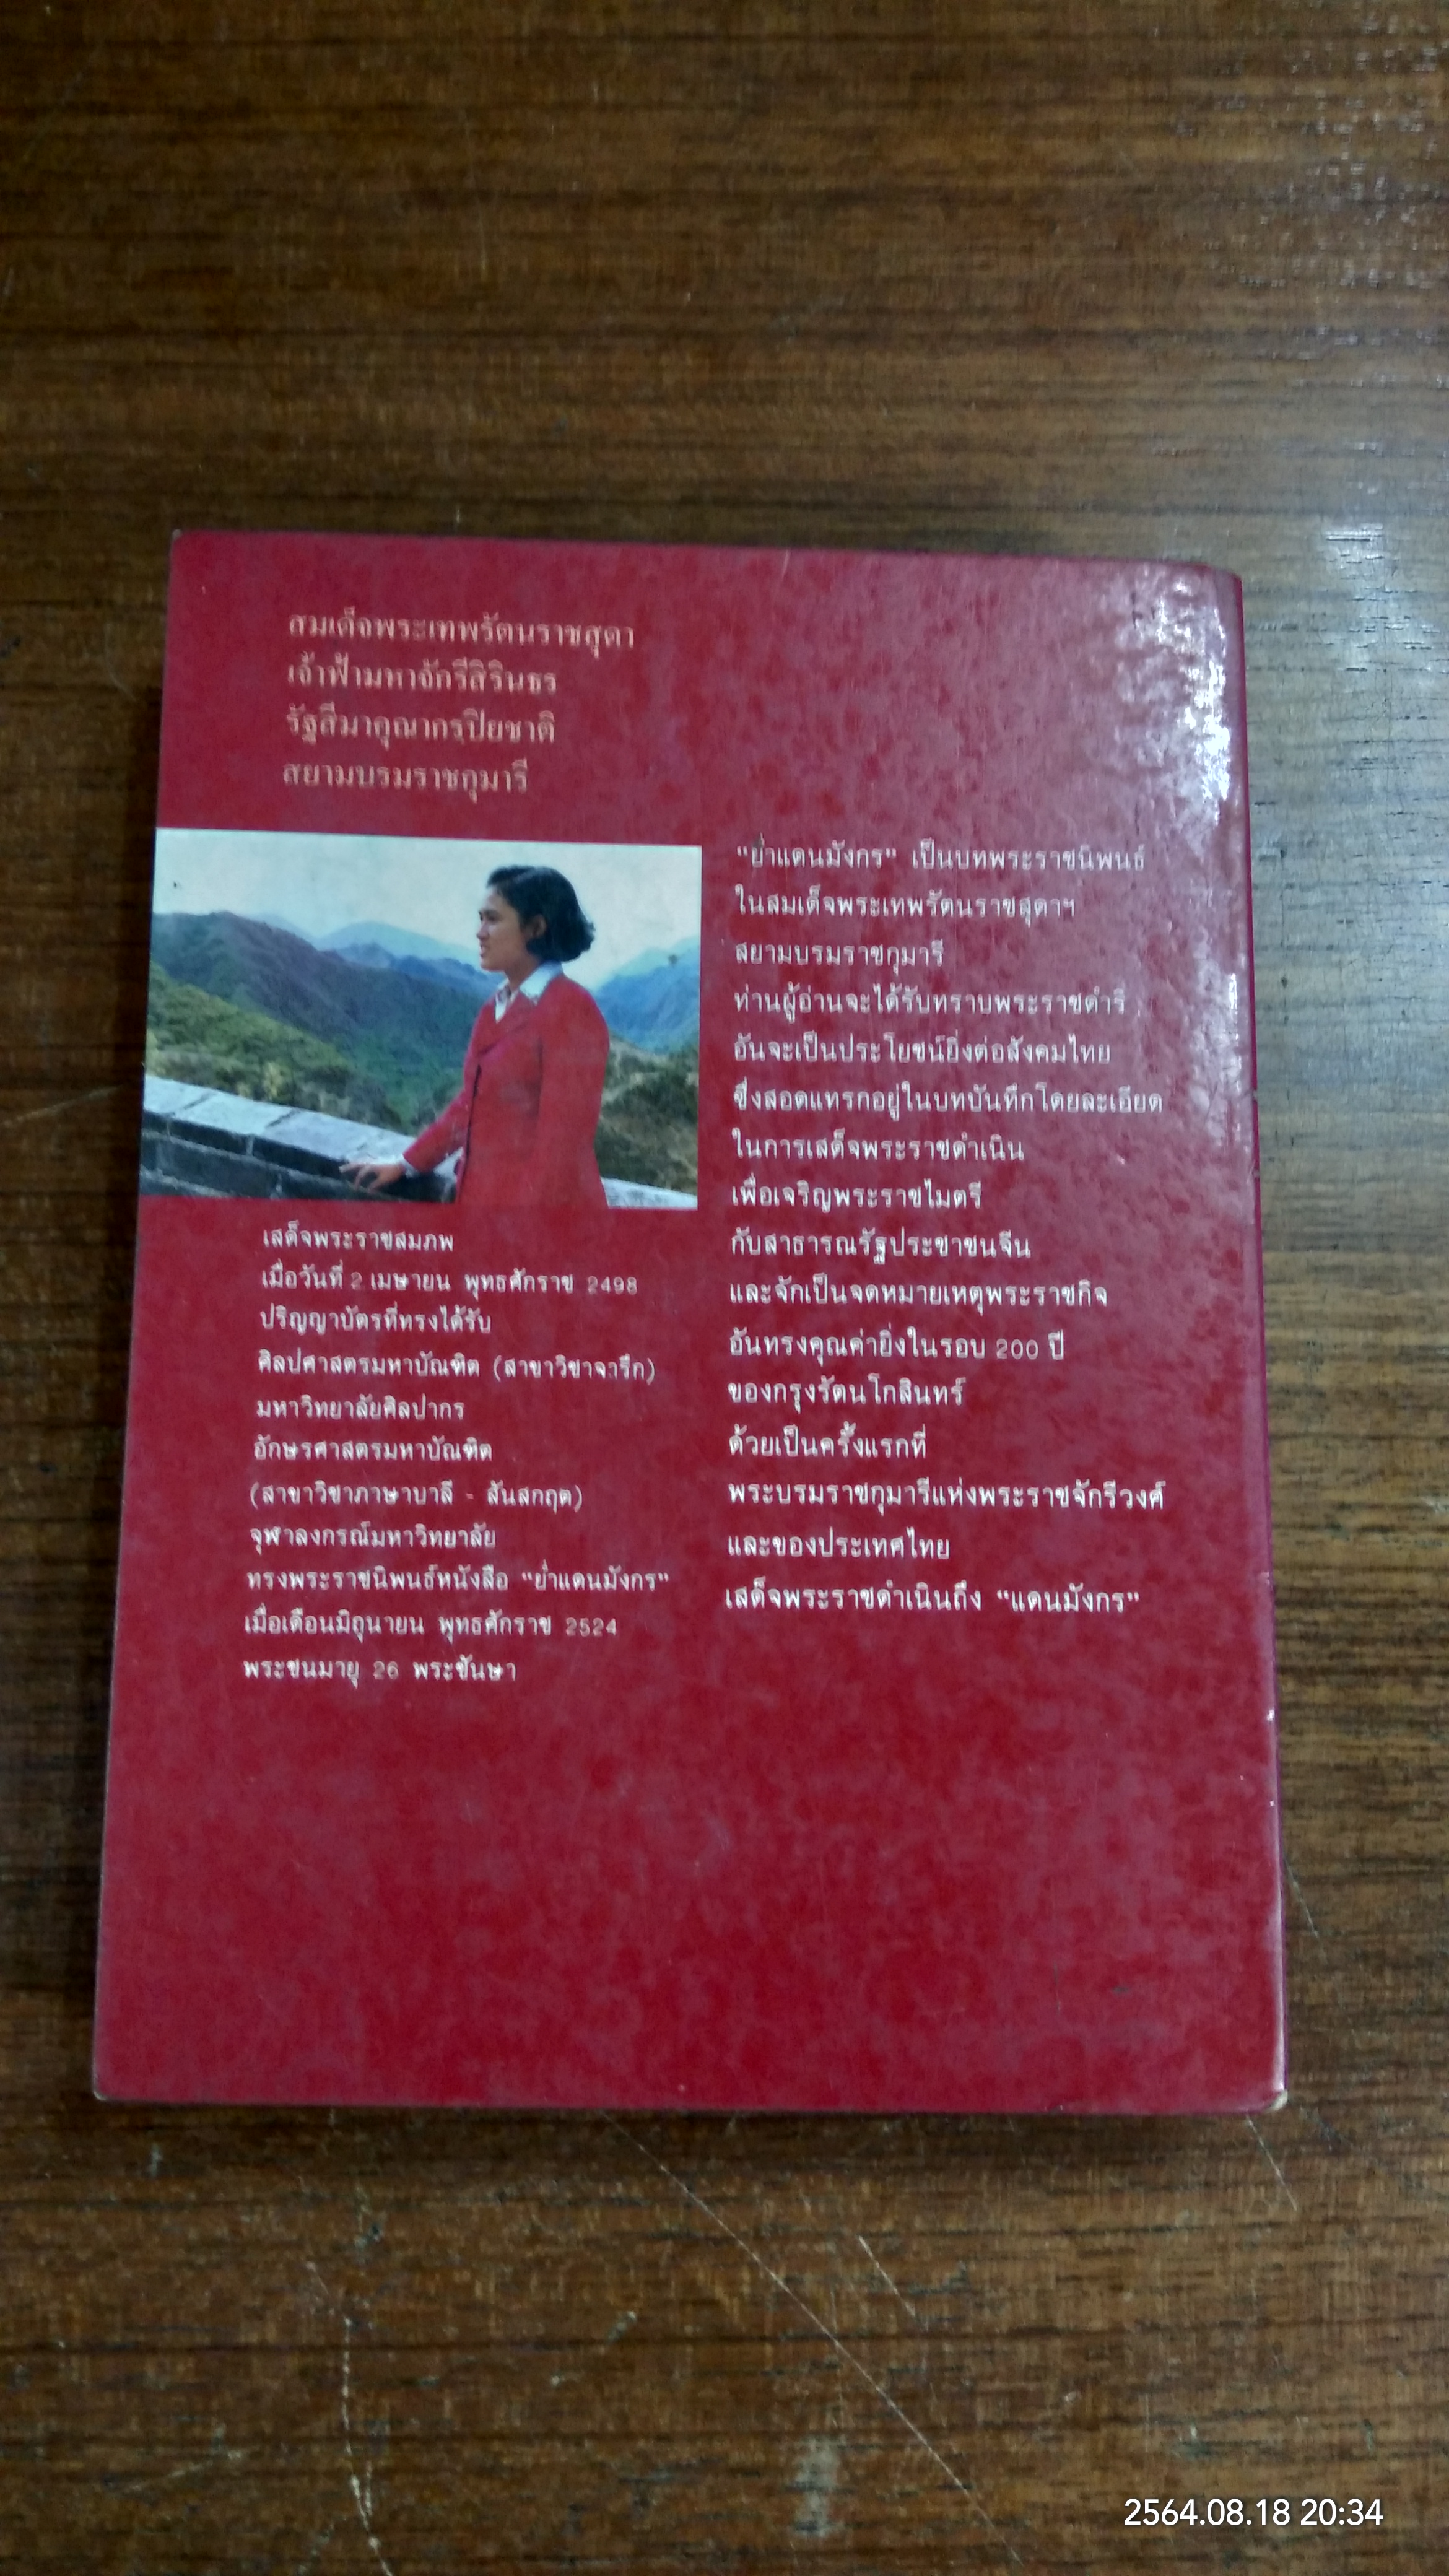 สมเด็จพระเทพรัตนราชสุดา
เจ้าฟ้ามหาจักรีสิรินธร
รัฐสีมาคุณากรปิยชาติ
สยามบรมราชกุมารี
เสด็จพระราชสมภพ
เมื่อวันที่ 2 เมษายน พุทธศักราช 2498
ปริญญาบัตรที่ทรงได้รับ
ศิลปศาสตรมหาบัณฑิต (สาขาวิชาจารึก)
มหาวิทยาลัยศิลปากร
อักษรศาสตรมหาบัณฑิต
(สาขาวิชาภาษาบาลี - สันสกฤต)
จุฬาลงกรณ์มหาวิทยาลัย
ทรงพระราชนิพนธ์หนังสือ “ย่ำแดนมังกร”
เมื่อเดือนมิถุนายน พุทธศักราช 2524
พระชนมายุ 26 พระชันษา
“ย่ำแดนมังกร” เป็นบทพระราชนิพนธ์
ในสมเด็จพระเทพรัตนราชสุดาฯ
สยามบรมราชกุมารี
ท่านผู้อ่านจะได้รับทราบพระราชดำริ
อันจะเป็นประโยชน์ยิ่งต่อสังคมไทย
ซึ่งสอดแทรกอยู่ในบทบันทึกโดยละเอียด
ในการเสด็จพระราชดำเนิน
เพื่อเจริญพระราชไมตรี
กับสาธารณรัฐประชาชนจีน
และจักเป็นจดหมายเหตุพระราชกิจ
อันทรงคุณค่ายิ่งในรอบ 200 ปี
ของกรุงรัตนโกสินทร์
ด้วยเป็นครั้งแรกที่
พระบรมราชกุมารีแห่งพระราชจักรีวงศ์
และของประเทศไทย
เสด็จพระราชดำเนินถึง “แดนมังกร”
2564.08.18 20:34